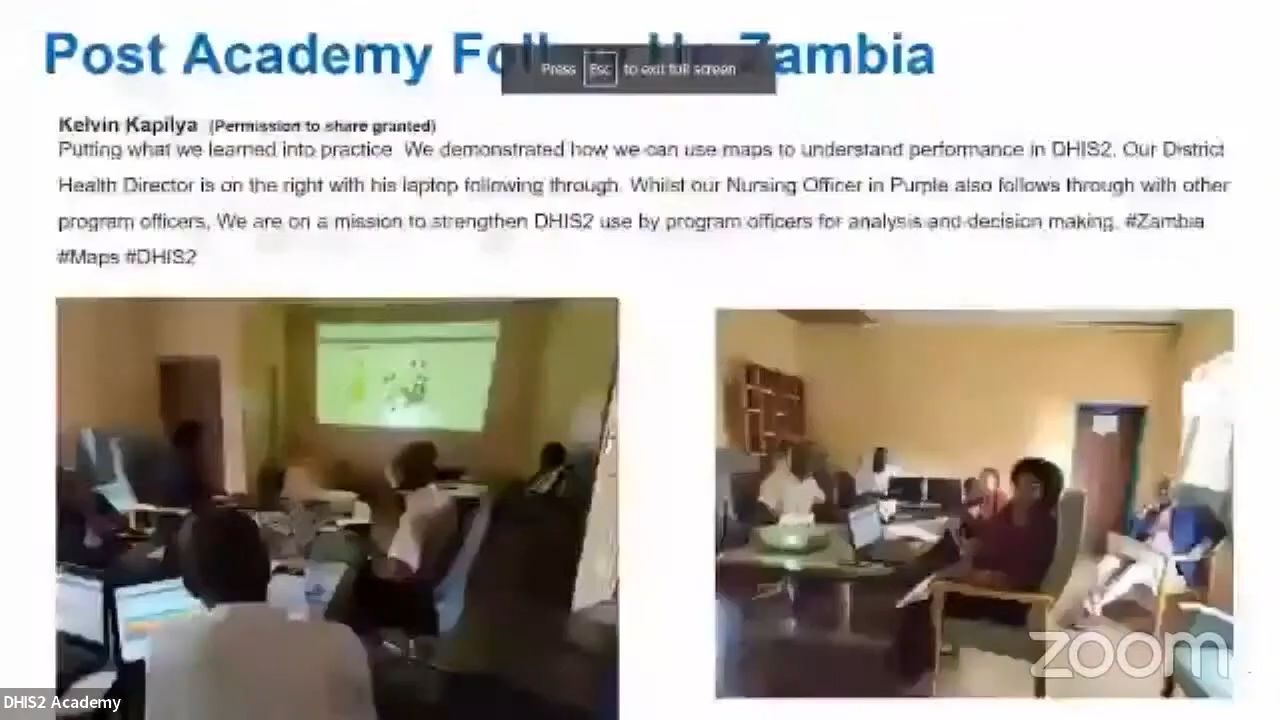 Post Academy Follow Up Zambia
Press Esc to exit full screen
Kelvin Kapilya (Permission to share granted)
Putting what we learned into practice. We demonstrated how we can use maps to understand performance in DHIS2. Our District
Health Director is on the right with his laptop following through. Whilst our Nursing Officer in Purple also follows through with other
program officers. We are on a mission to strengthen DHIS2 use by program officers for analysis and decision making. #Zambia
#Maps #DHIS2
zoom
DHIS2 Academy